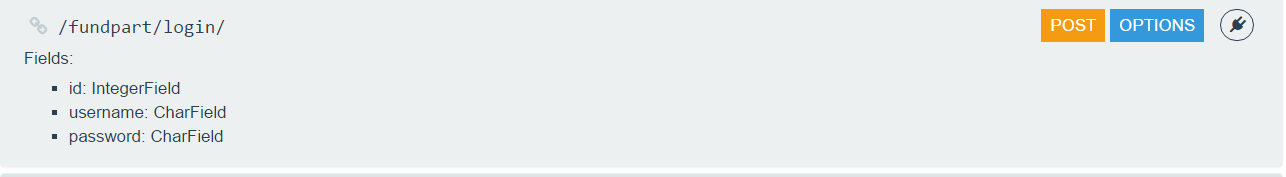 /fundpart/login/ POST OPTIONS
Fields:
id: IntegerField
username: CharField
password: CharField